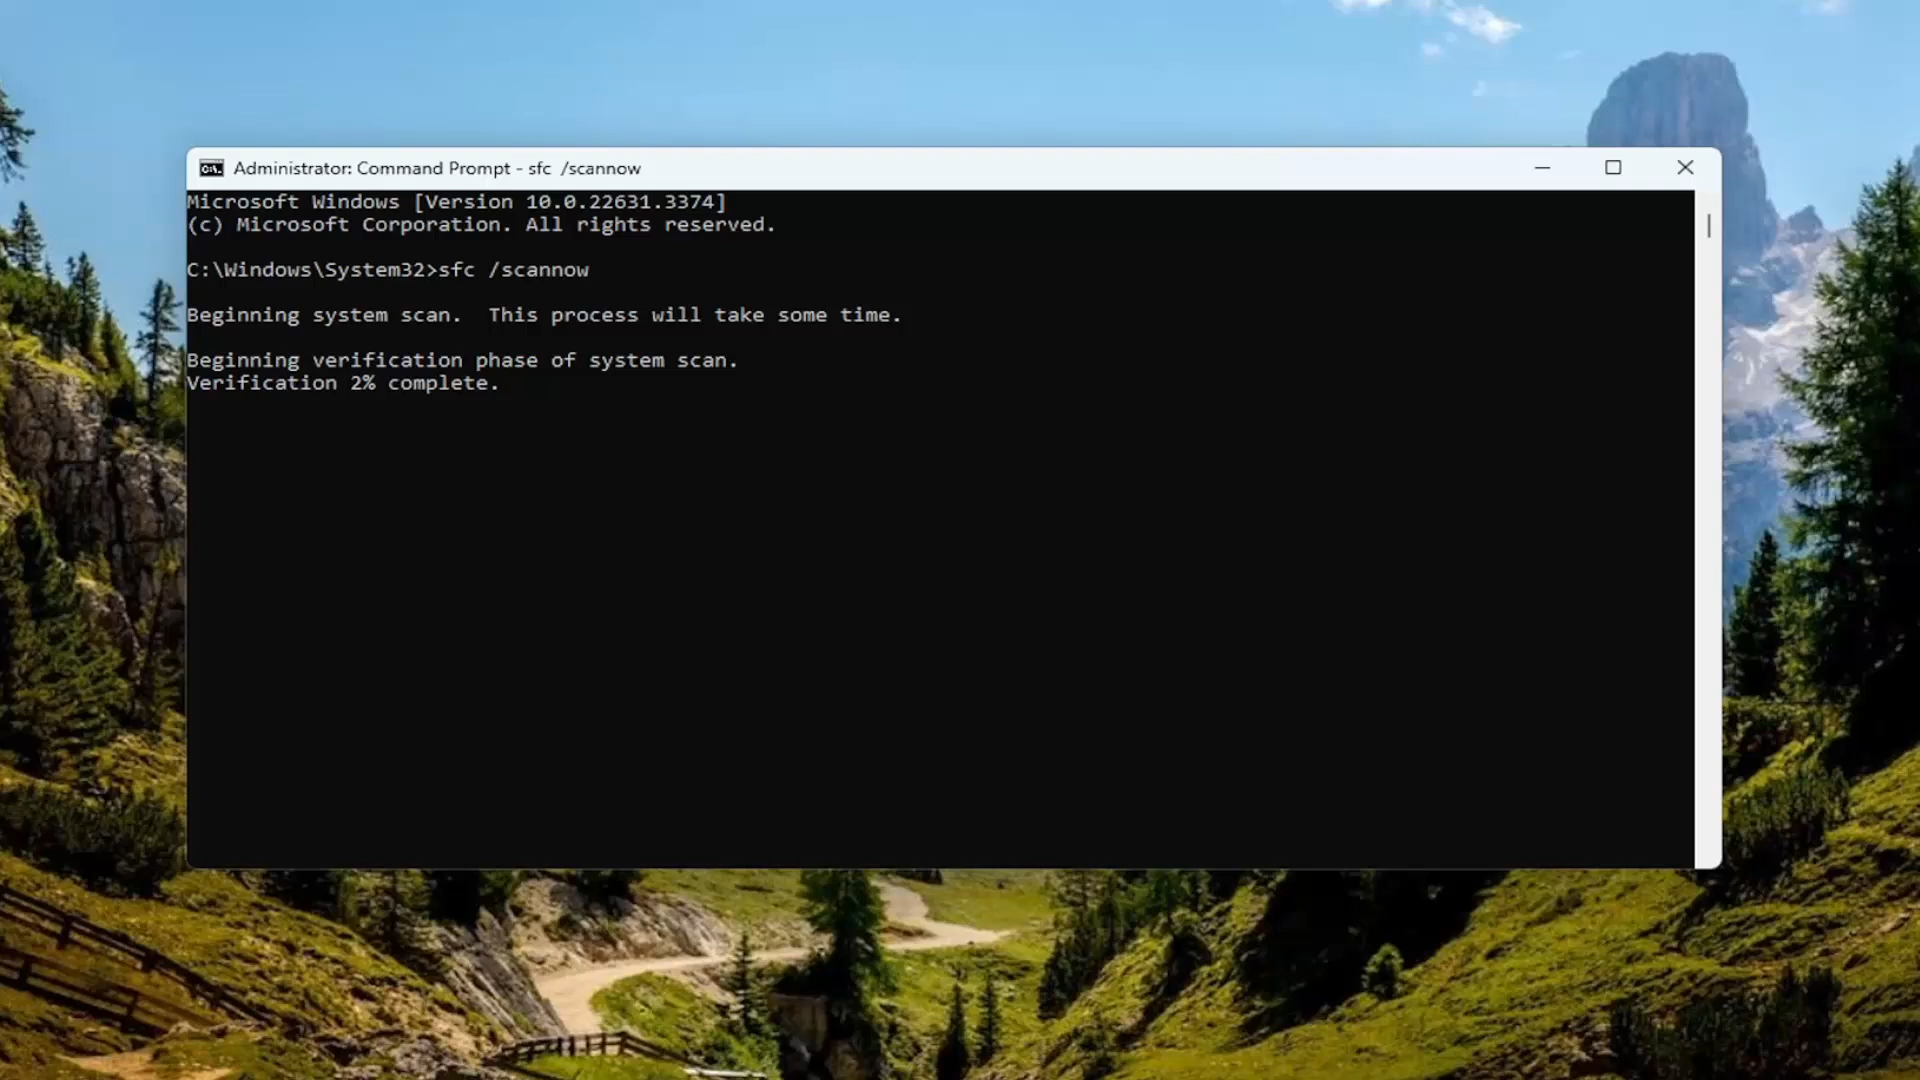 Administrator: Command Prompt - sfc  /scannow
Microsoft Windows [Version 10.0.22631.3374]
(c) Microsoft Corporation. All rights reserved.
C:\Windows\System32>sfc /scannow
Beginning system scan.  This process will take some time.
Beginning verification phase of system scan.
Verification 2% complete.